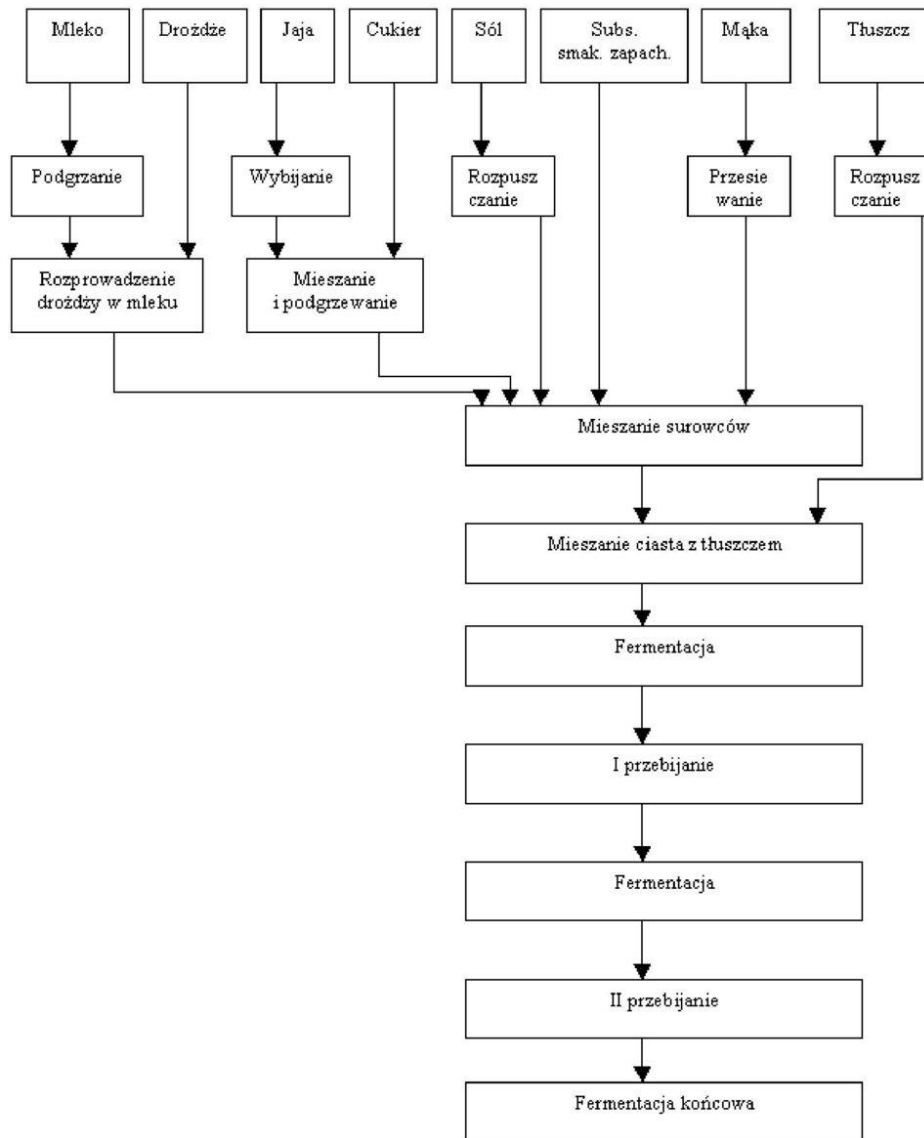 Mleko
Drożdże
Jaja
Cukier
Sól
Subs.
smak. zapach.
Mąka
Tłuszcz
Podgrzanie
Wybijanie
Rozpusz
czanie
Przesie
wanie
Rozpusz
czanie
Rozprowadzenie
drożdży w mleku
Mieszanie
i podgrzewanie
Mieszanie surowców
Mieszanie ciasta z tłuszczem
Fermentacja
I przebijanie
Fermentacja
II przebijanie
Fermentacja końcowa